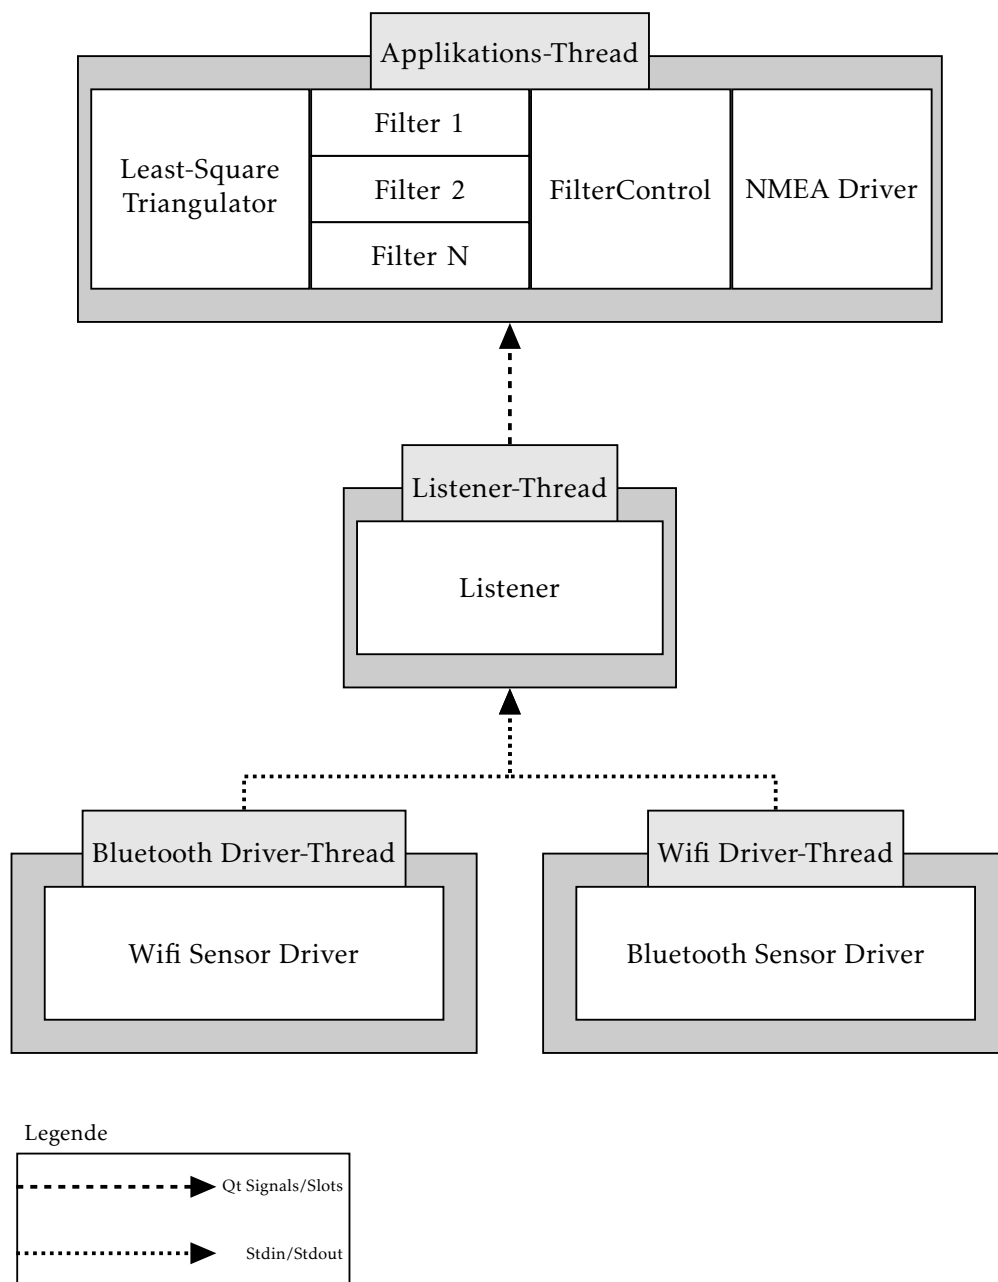 Applikations-Thread
Least-Square
Triangulator
Filter 1
Filter 2
Filter N
FilterControl
NMEA Driver
Listener-Thread
Listener
Bluetooth Driver-Thread
Wifi Sensor Driver
Wifi Driver-Thread
Bluetooth Sensor Driver
Legende
Qt Signals/Slots
Stdin/Stdout